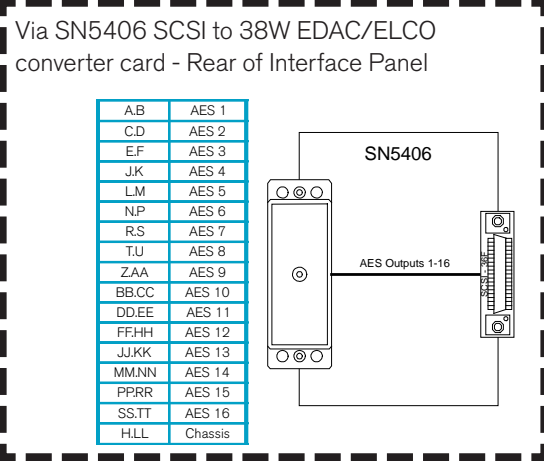 Via SN5406 SCSI to 38W EDAC/ELCO
converter card - Rear of Interface Panel
A.B AES 1
C.D AES 2
E.F AES 3
J.K AES 4
L.M AES 5
N.P AES 6
R.S AES 7
T.U AES 8
Z.AA AES 9
BB.CC AES 10
DD.EE AES 11
FF.HH AES 12
JJ.KK AES 13
MM.NN AES 14
PP.RR AES 15
SS.TT AES 16
H.LL Chassis
SN5406
AES Outputs 1-16
SCSI - 36F